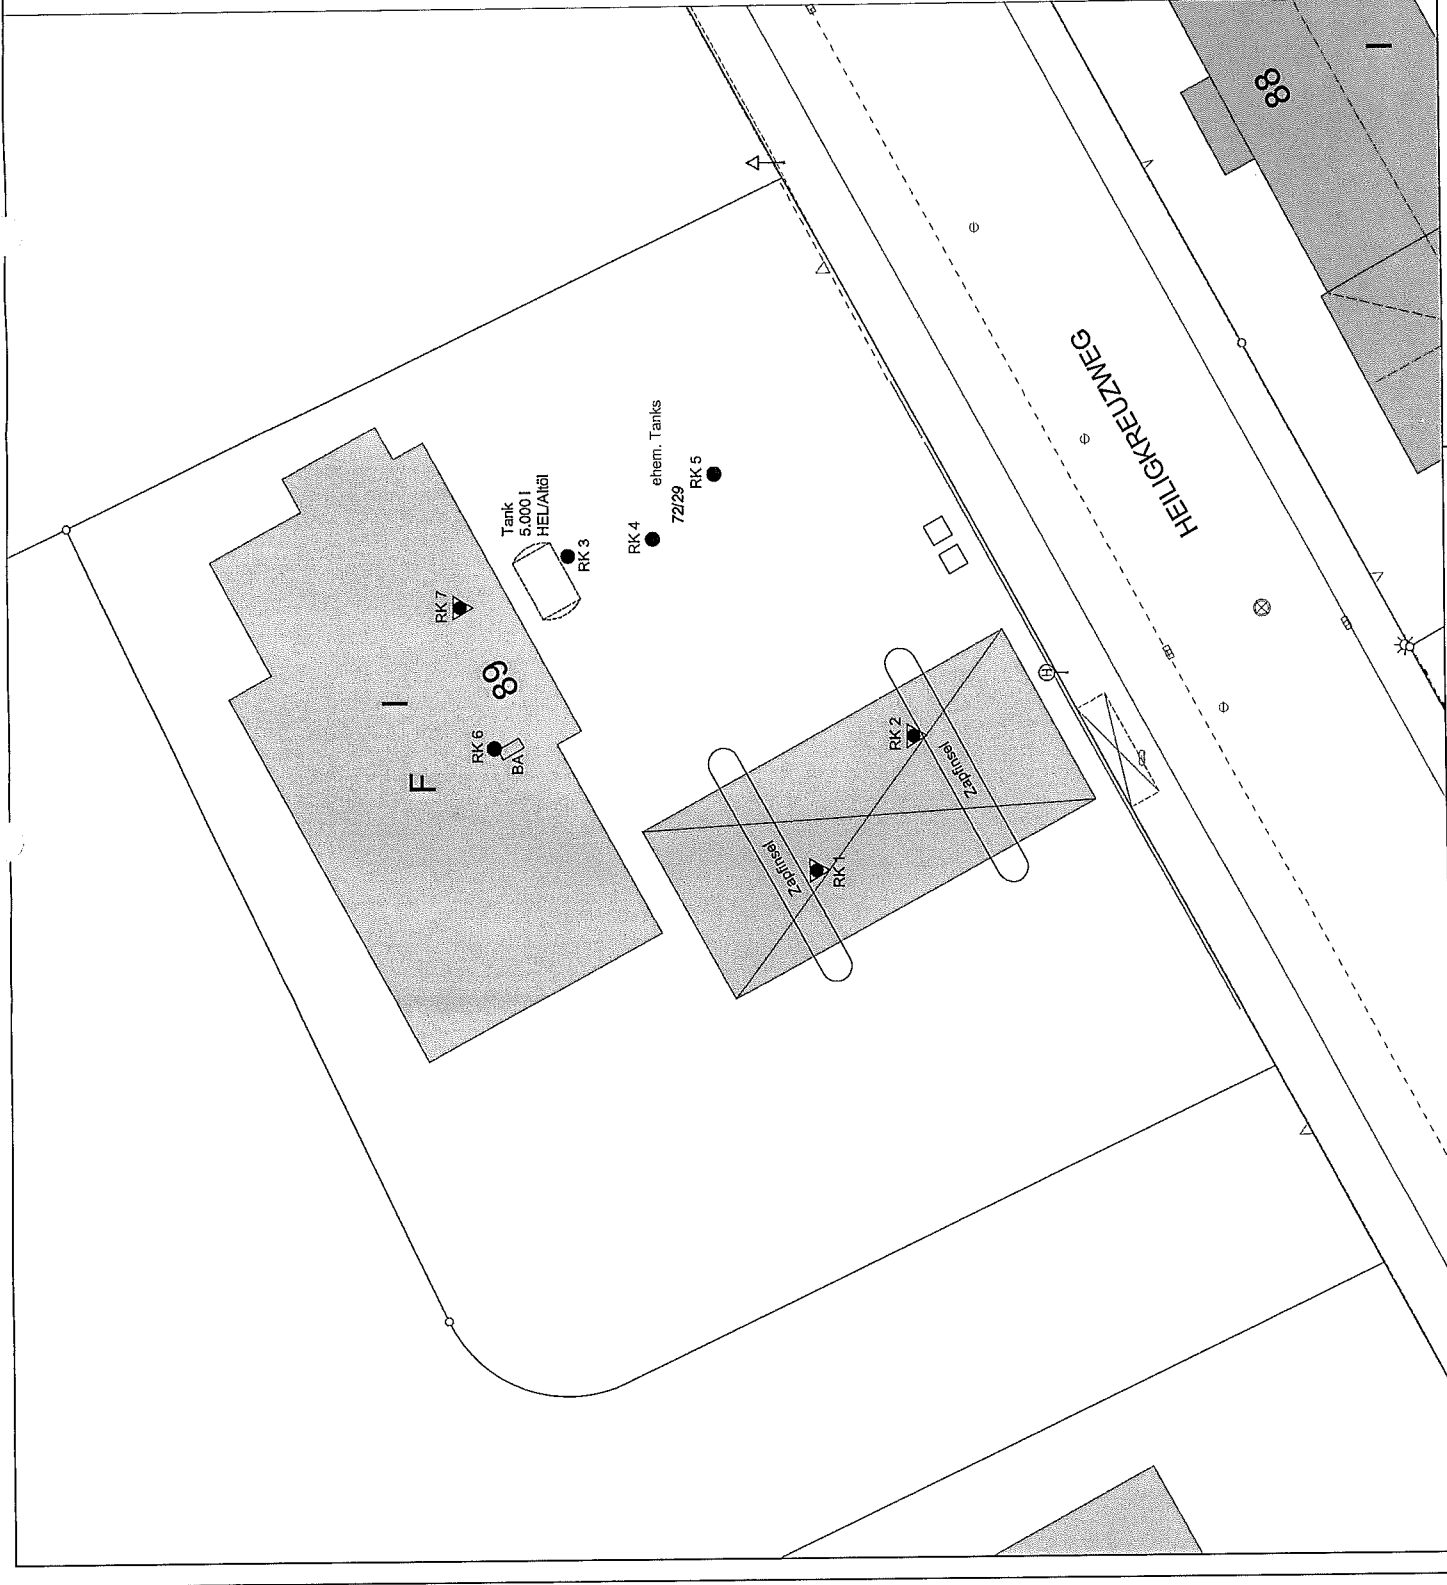 88
I
HEILIGKREUZWEG
Tank
5.000 l
HEL/Altöl
RK 3
RK 4
ehem. Tanks
72/29
RK 5
RK 7
89
I
F
RK 6
BA
RK 2
Zapfinsel
Zapfinsel
RK 1
H